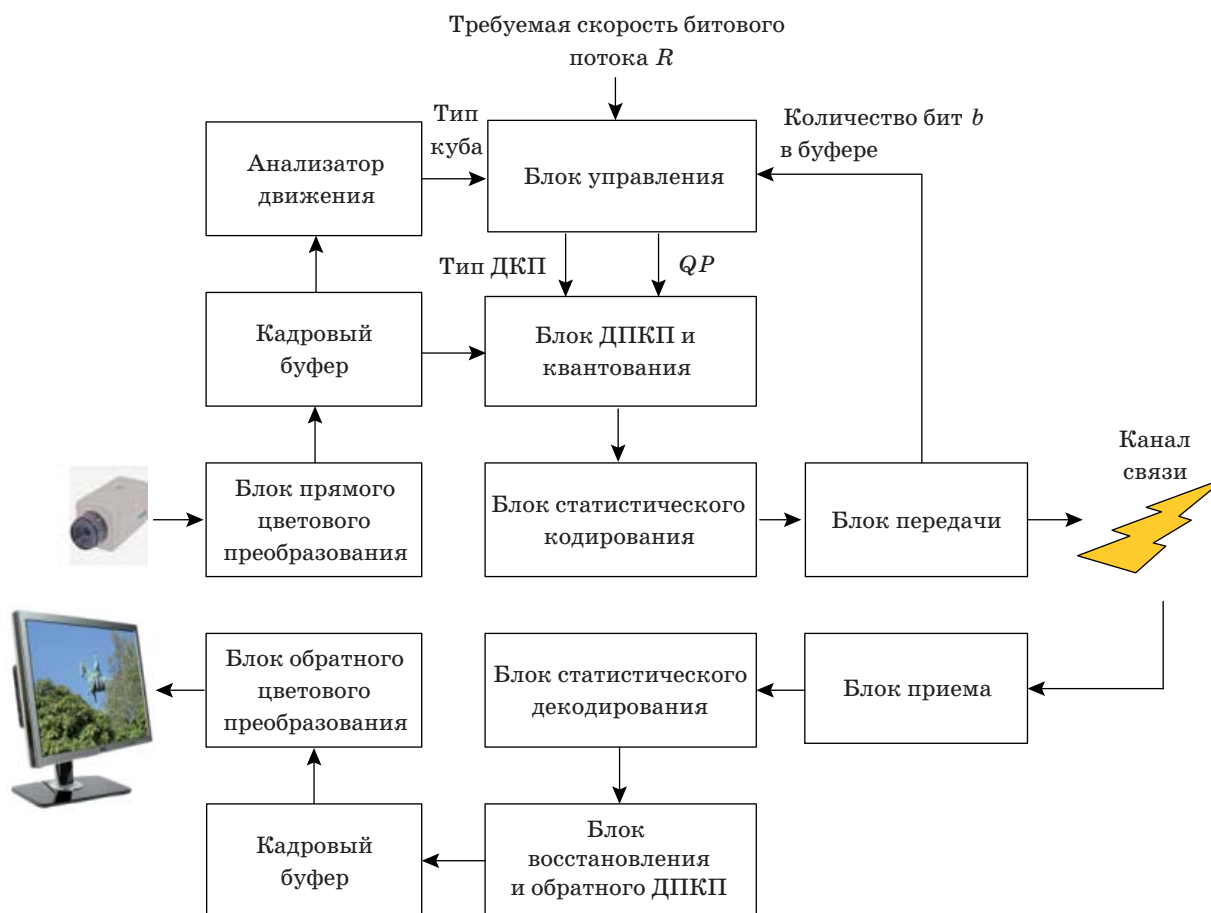 Требуемая скорость битового
потока R
Тип
куба
Количество бит b
в буфере
Анализатор
движения
Блок управления
Тип ДКП
QP
Кадровый
буфер
Блок ДПКП и
квантования
Канал
связи
Блок прямого
цветового
преобразования
Блок статистического
кодирования
Блок передачи
Блок обратного
цветового
преобразования
Блок статистического
декодирования
Блок приема
Кадровый
буфер
Блок
восстановления
и обратного ДПКП